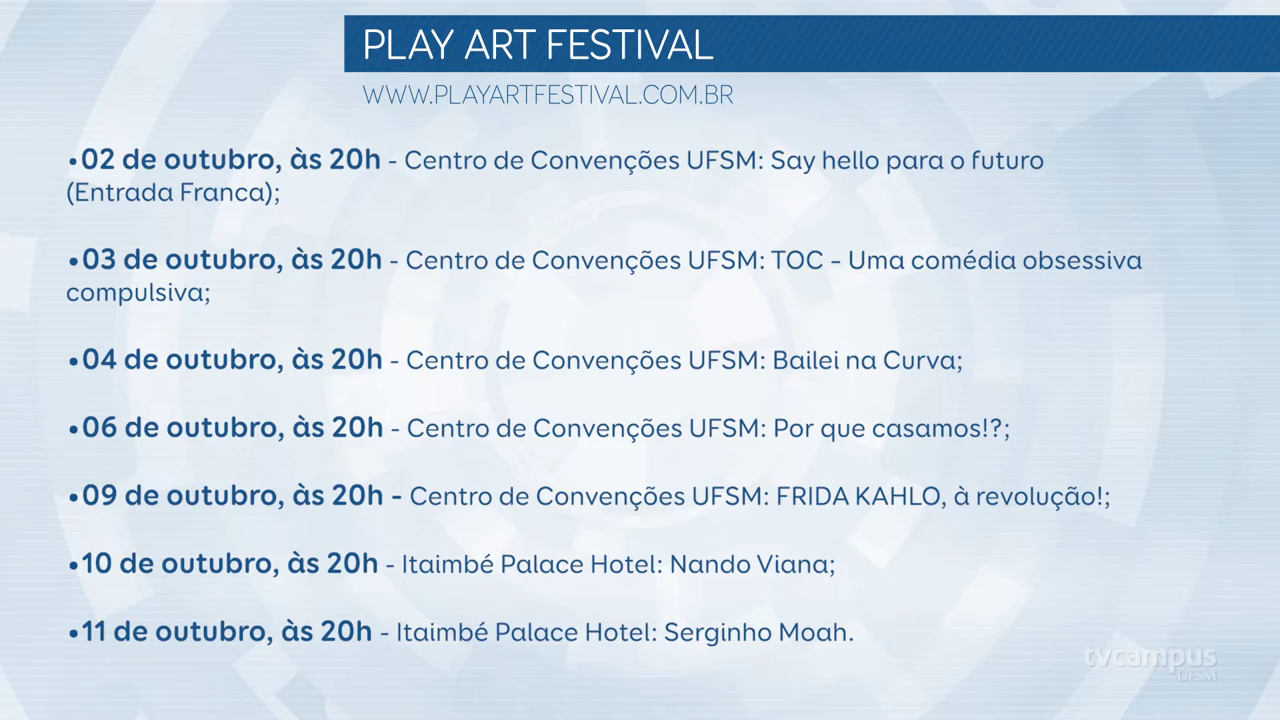 PLAY ART FESTIVAL
WWW.PLAYARTFESTIVAL.COM.BR
•02 de outubro, às 20h - Centro de Convenções UFSM: Say hello para o futuro
(Entrada Franca);
•03 de outubro, às 20h - Centro de Convenções UFSM: TOC - Uma comédia obsessiva
compulsiva;
•04 de outubro, às 20h - Centro de Convenções UFSM: Bailei na Curva;
•06 de outubro, às 20h - Centro de Convenções UFSM: Por que casamos!?;
•09 de outubro, às 20h - Centro de Convenções UFSM: FRIDA KAHLO, à revolução!;
•10 de outubro, às 20h - Itaimbé Palace Hotel: Nando Viana;
•11 de outubro, às 20h - Itaimbé Palace Hotel: Serginho Moah.
tvcampus
UFSM